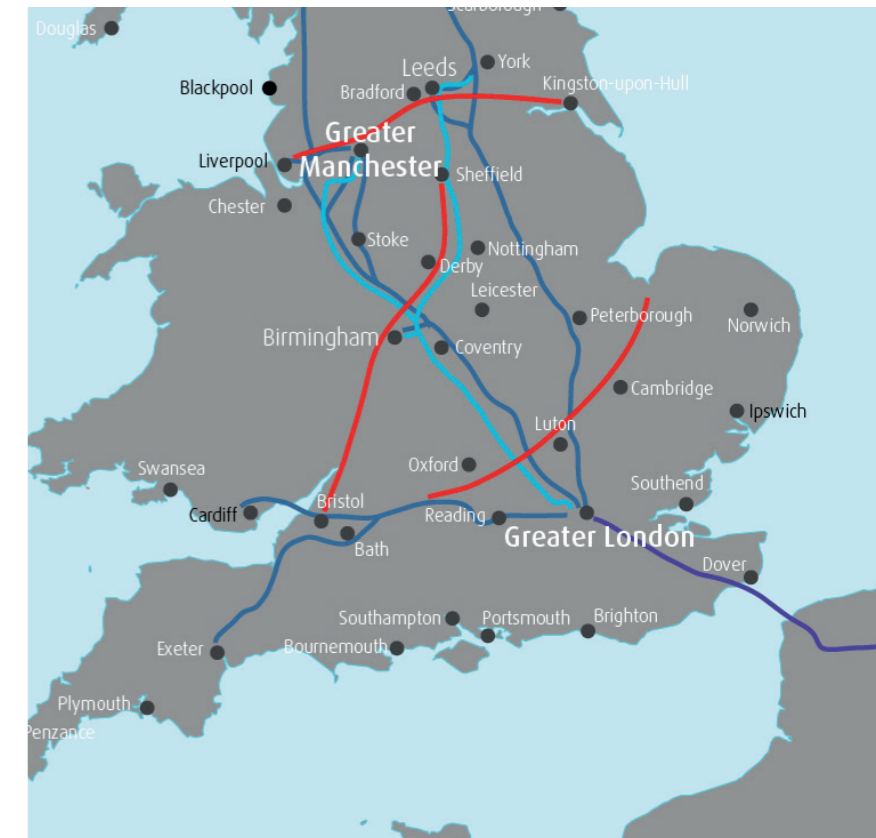 Scarborough
Douglas
York
Leeds
Kingston-upon-Hull
Blackpool
Bradford
Greater
Manchester
Liverpool
Sheffield
Chester
Stoke
Nottingham
Derby
Leicester
Peterborough
Norwich
Birmingham
Coventry
Cambridge
Ipswich
Luton
Oxford
Swansea
Southend
Cardiff
Bristol
Reading
Greater London
Bath
Dover
Southampton
Portsmouth
Brighton
Exeter
Bournemouth
Plymouth
Penzance